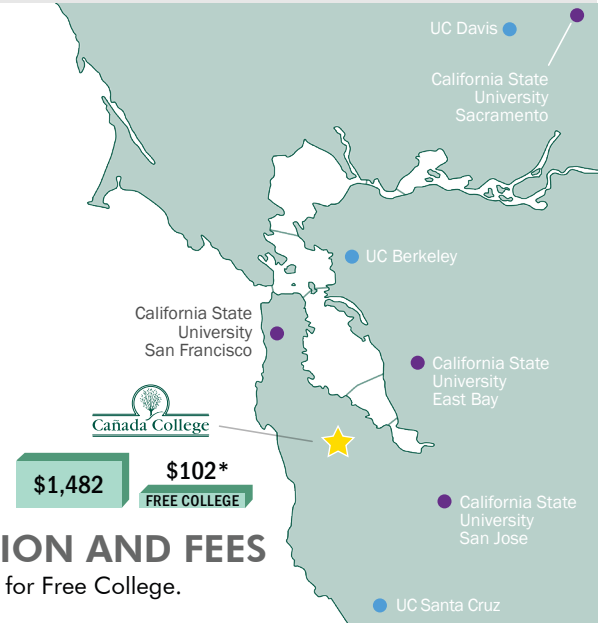 UC Davis
California State
University
Sacramento
UC Berkeley
California State
University
San Francisco
California State
University
East Bay
Cañada College
$1,482
$102*
FREE COLLEGE
California State
University
San Jose
ION AND FEES
for Free College.
UC Santa Cruz